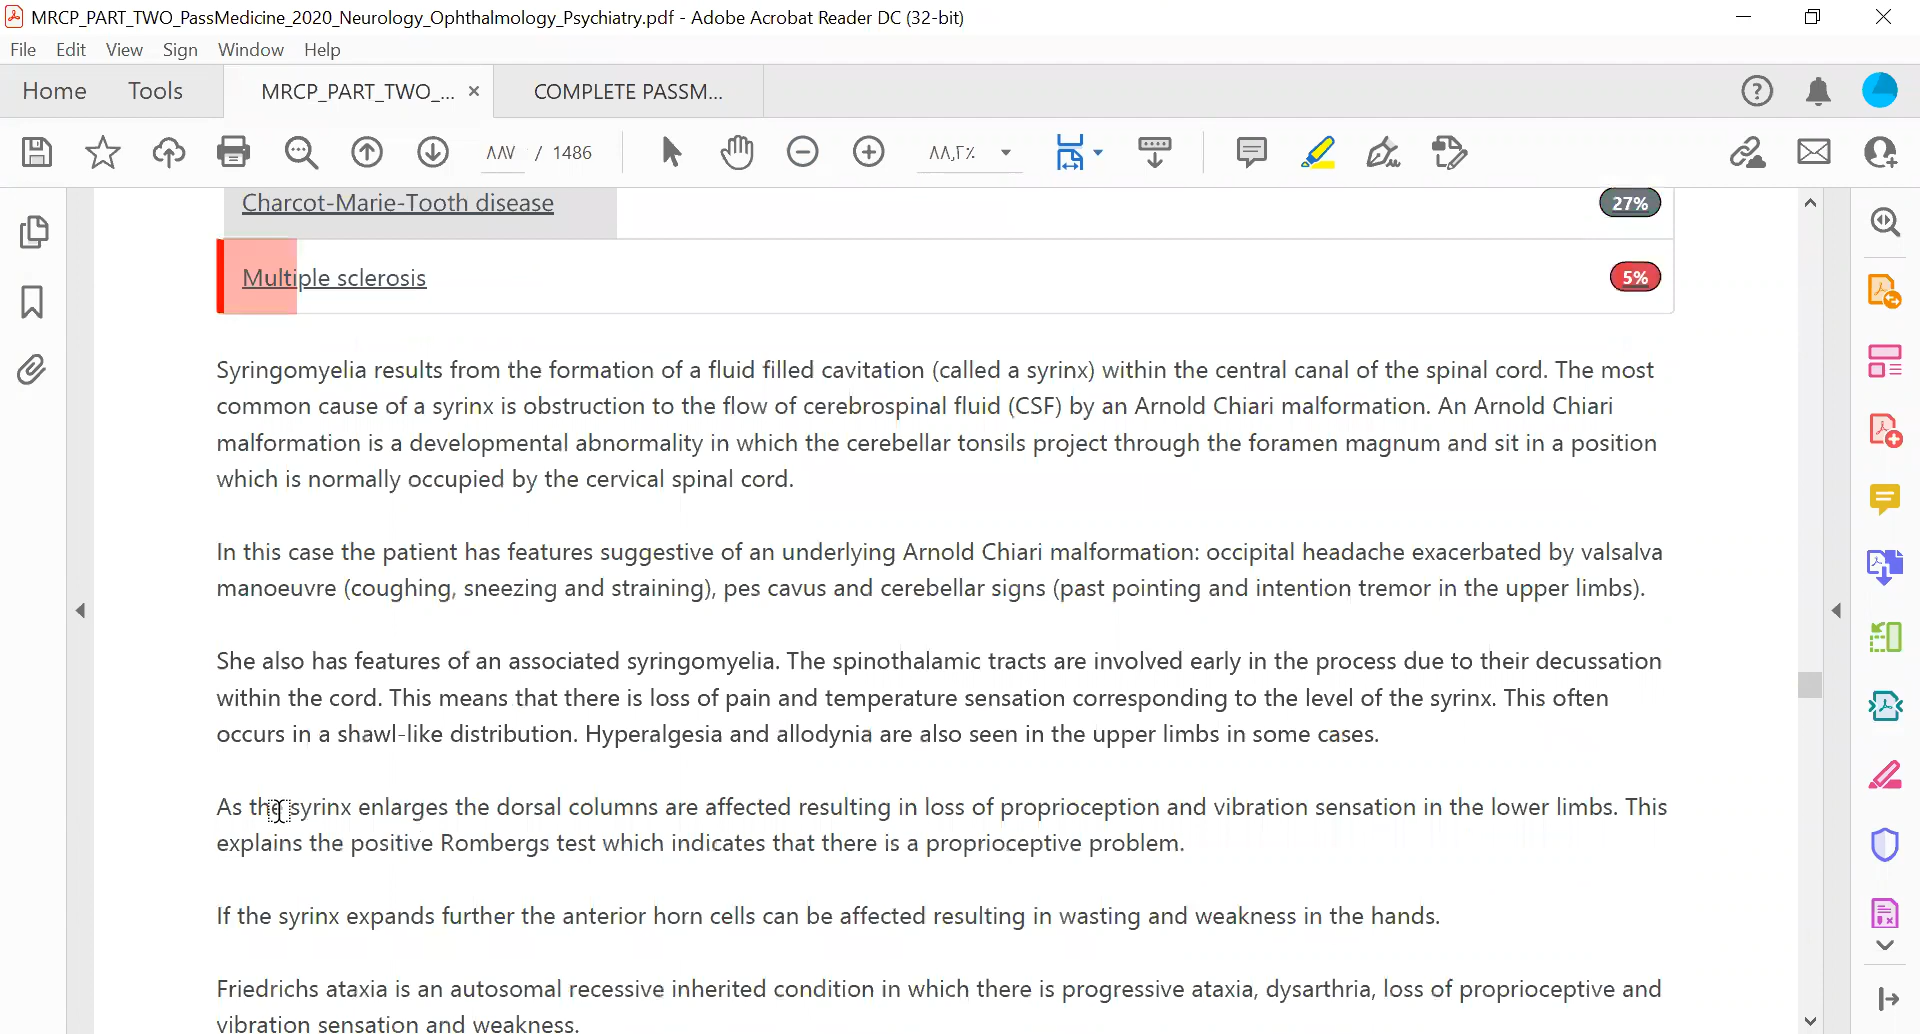 MRCP_PART_TWO_PassMedicine_2020_Neurology_Ophthalmology_Psychiatry.pdf - Adobe Acrobat Reader DC (32-bit)
File Edit View Sign Window Help
Home Tools MRCP_PART_TWO_... × COMPLETE PASSM...
٨٨٧ / 1486 ٨٨,٢٪
Charcot-Marie-Tooth disease 27%
Multiple sclerosis 5%
Syringomyelia results from the formation of a fluid filled cavitation (called a syrinx) within the central canal of the spinal cord. The most
common cause of a syrinx is obstruction to the flow of cerebrospinal fluid (CSF) by an Arnold Chiari malformation. An Arnold Chiari
malformation is a developmental abnormality in which the cerebellar tonsils project through the foramen magnum and sit in a position
which is normally occupied by the cervical spinal cord.
In this case the patient has features suggestive of an underlying Arnold Chiari malformation: occipital headache exacerbated by valsalva
manoeuvre (coughing, sneezing and straining), pes cavus and cerebellar signs (past pointing and intention tremor in the upper limbs).
She also has features of an associated syringomyelia. The spinothalamic tracts are involved early in the process due to their decussation
within the cord. This means that there is loss of pain and temperature sensation corresponding to the level of the syrinx. This often
occurs in a shawl-like distribution. Hyperalgesia and allodynia are also seen in the upper limbs in some cases.
As the syrinx enlarges the dorsal columns are affected resulting in loss of proprioception and vibration sensation in the lower limbs. This
explains the positive Rombergs test which indicates that there is a proprioceptive problem.
If the syrinx expands further the anterior horn cells can be affected resulting in wasting and weakness in the hands.
Friedrichs ataxia is an autosomal recessive inherited condition in which there is progressive ataxia, dysarthria, loss of proprioceptive and
vibration sensation and weakness.